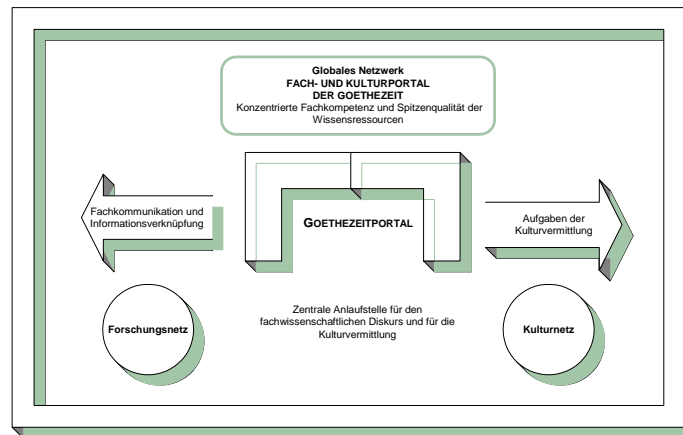 Globales Netzwerk
FACH- UND KULTURPORTAL
DER GOETHEZEIT
Konzentrierte Fachkompetenz und Spitzenqualität der
Wissensressourcen
Fachkommunikation und
Informationsverknüpfung
GOETHEZEITPORTAL
Aufgaben der
Kulturvermittlung
Forschungsnetz
Zentrale Anlaufstelle für den
fachwissenschaftlichen Diskurs und für die
Kulturvermittlung
Kulturnetz